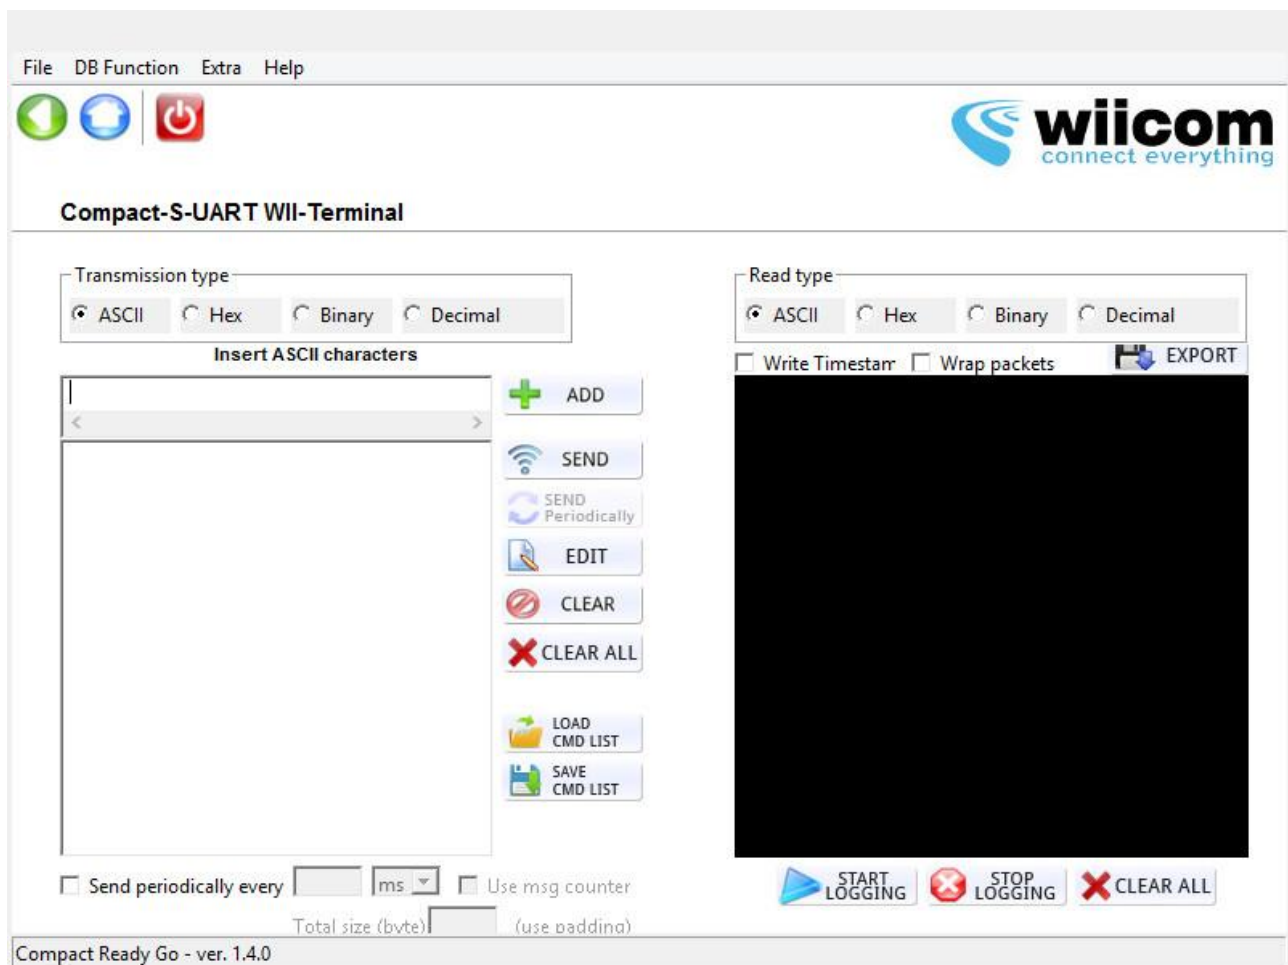 File DB Function Extra Help
wiicom
connect everything
Compact-S-UART WII-Terminal
Transmission type
ASCII Hex Binary Decimal
Insert ASCII characters
ADD
SEND
SEND
Periodically
EDIT
CLEAR
CLEAR ALL
LOAD
CMD LIST
SAVE
CMD LIST
Send periodically every ms Use msg counter
Total size (byte) (use padding)
Read type
ASCII Hex Binary Decimal
Write Timestam Wrap packets EXPORT
START
LOGGING
STOP
LOGGING
CLEAR ALL
Compact Ready Go - ver. 1.4.0